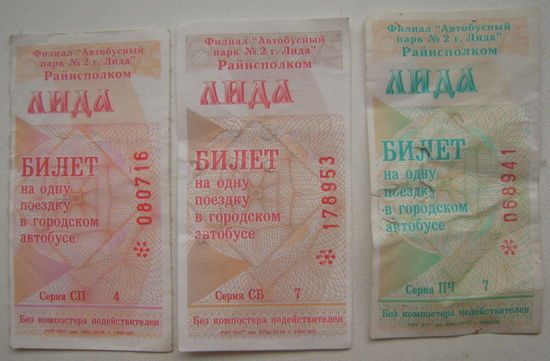 Филиал "Автобусный
парк № 2 г. Лида"
Райисполком
ЛИДА
БИЛЕТ
на одну
поездку
в городском
автобусе
080716
Серия СП 4
Без компостера недействителен
Филиал "Автобусный
парк № 2 г. Лида"
Райисполком
ЛИДА
БИЛЕТ
на одну
поездку
в городском
автобусе
178953
Серия СБ 7
Без компостера недействителен
Филиал "Автобусный
парк № 2 г. Лида"
Райисполком
ЛИДА
БИЛЕТ
на одну
поездку
в городском
автобусе
068941
Серия ПЧ 7
Без компостера недействителен